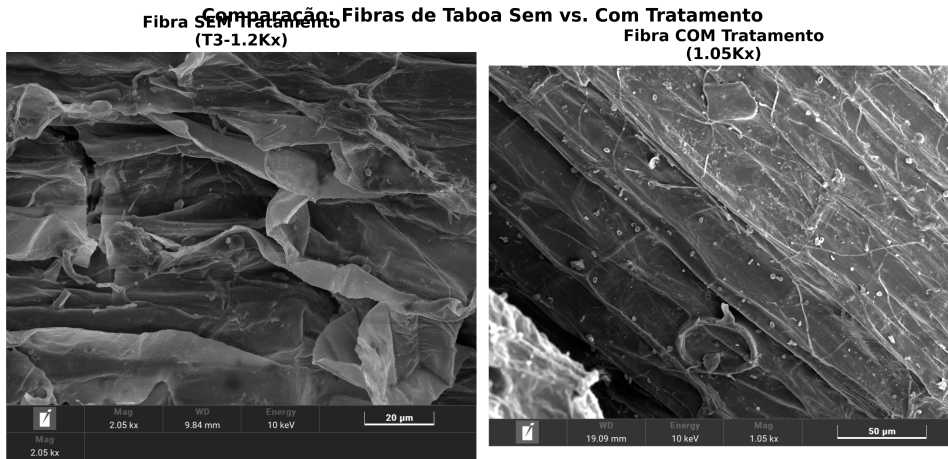 Comparação: Fibras de Taboa Sem vs. Com Tratamento
Fibra SEM Tratamento
(T3-1.2Kx)
Fibra COM Tratamento
(1.05Kx)
Mag WD Energy
2.05 kx 9.84 mm 10 keV 20 µm
Mag
2.05 kx
WD Energy Mag
19.09 mm 10 keV 1.05 kx 50 µm